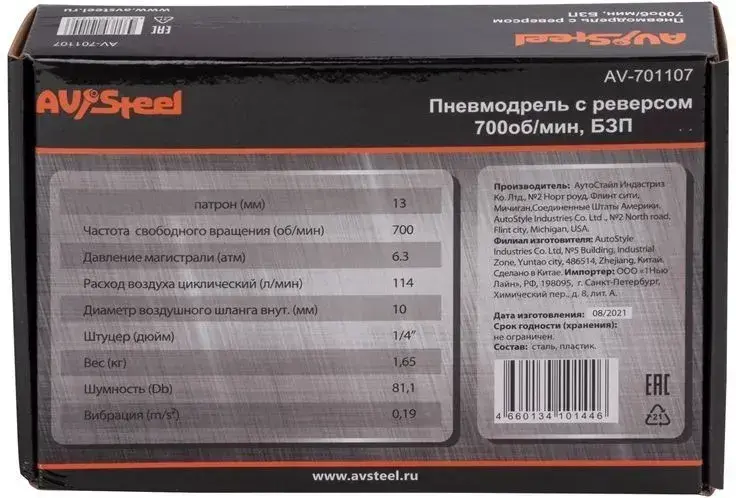 AV-701107
EAC
AV Steel
Пневмодрель с реверсом
700об/мин, БЗП
AV Steel
AV-701107
Пневмодрель с реверсом
700об/мин, БЗП
патрон (мм) 13
Частота свободного вращения (об/мин) 700
Давление магистрали (атм) 6.3
Расход воздуха циклический (л/мин) 114
Диаметр воздушного шланга внут. (мм) 10
Штуцер (дюйм) 1/4"
Вес (кг) 1,65
Шумность (Db) 81,1
Вибрация (m/s²) 0,19
Производитель: АутоСтайл Индастриз
Ко. Лтд., №2 Норт роуд, Флинт сити,
Мичиган,Соединенные Штаты Америки.
AutoStyle Industries Co. Ltd ., №2 North road,
Flint city, Michigan, USA.
Филиал изготовителя: AutoStyle
Industries Co. Ltd, №5 Building, Industrial
Zone, Yuntao city, 486514, Zhejiang, Китай.
Сделано в Китае. Импортер: ООО «1Нью
Лайн», РФ, 198095, г. Санкт-Петербург,
Химический пер., д. 8, лит. А.
Дата изготовления: 08/2021
Срок годности (хранения):
не ограничен.
Состав: сталь, пластик.
4 660134 101446
EAC
21
www.avsteel.ru